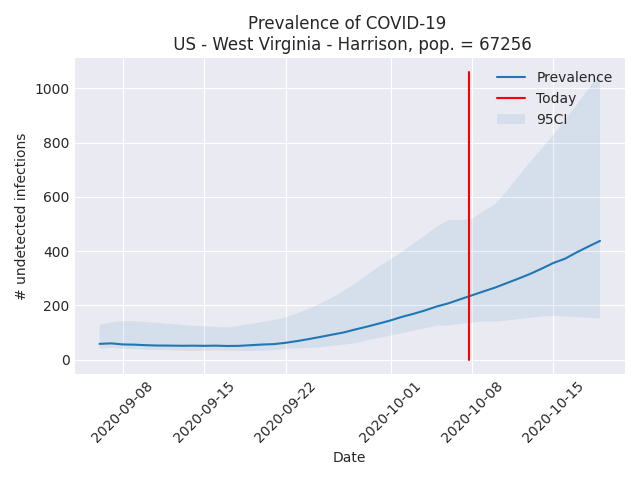 Prevalence of COVID-19
US - West Virginia - Harrison, pop. = 67256
Prevalence
Today
95CI
1000
800
600
400
200
0
# undetected infections
2020-09-08
2020-09-15
2020-09-22
2020-10-01
2020-10-08
2020-10-15
Date